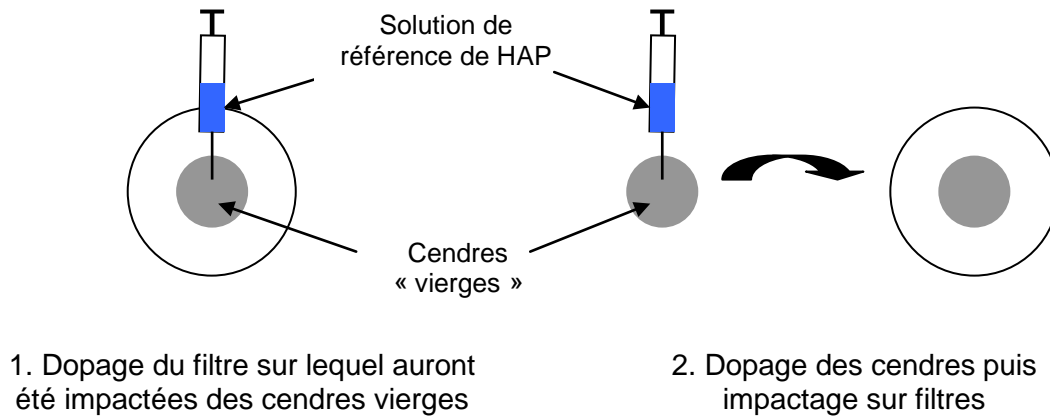 Solution de
référence de HAP
Cendres
« vierges »
1. Dopage du filtre sur lequel auront
été impactées des cendres vierges
2. Dopage des cendres puis
impactage sur filtres